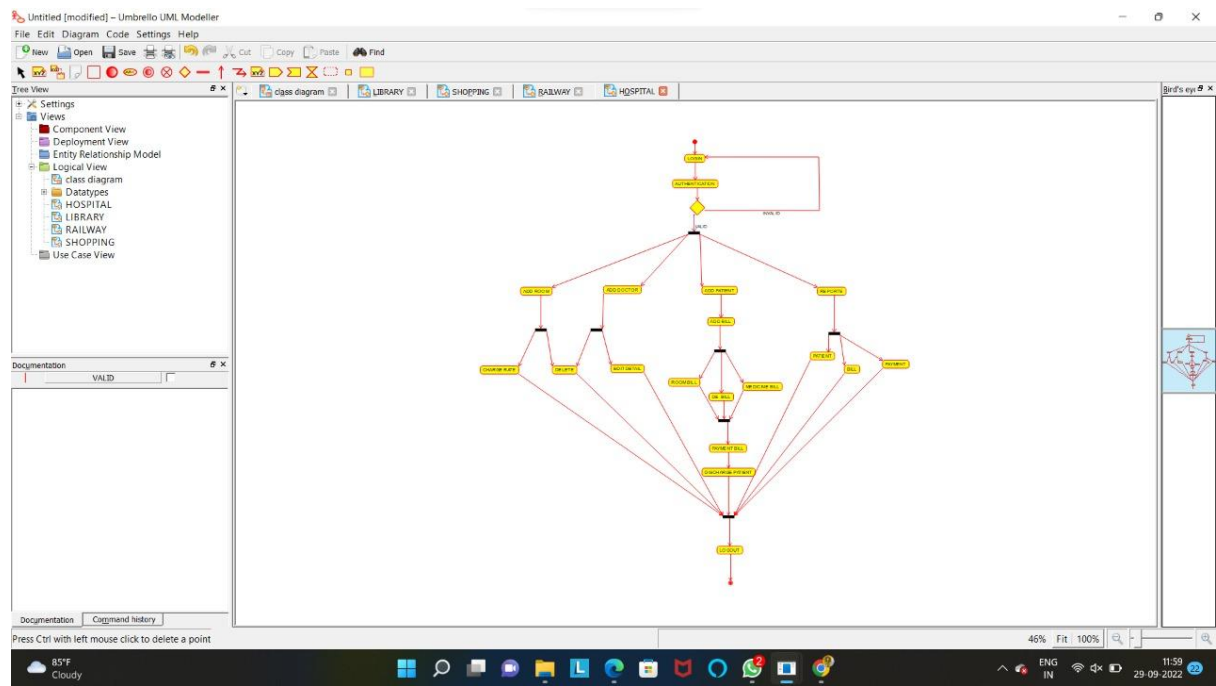 Untitled [modified] – Umbrello UML Modeller
File Edit Diagram Code Settings Help
New Open Save Cut Copy Paste Find
Tree View
class diagram LIBRARY SHOPPING RAILWAY HOSPITAL
Bird's eye
Settings
Views
Component View
Deployment View
Entity Relationship Model
Logical View
class diagram
Datatypes
HOSPITAL
LIBRARY
RAILWAY
SHOPPING
Use Case View
Documentation
VALID
LOGIN
AUTHENTICATION
INVALID
VALID
ADD ROOM
ADD DOCTOR
ADD PATIENT
REPORTS
ADD BILL
PATIENT
CHARGE RATE
DELETE
EDIT DETAIL
BILL
PAYMENT
ROOM BILL
MEDICINE BILL
DR. BILL
PAYMENT BILL
DISCHARGE PATIENT
LOGOUT
Documentation Command history
Press Ctrl with left mouse click to delete a point
46% Fit 100%
85°F
Cloudy
2
ENG
IN
11:59
29-09-2022
22